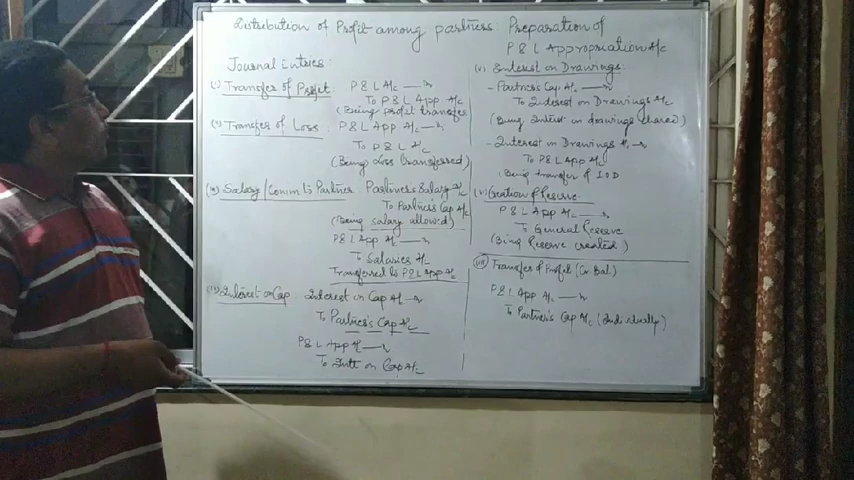 Distribution of Profit among partners: Preparation of
P & L Appropriation A/c
Journal Entries:
(i) Transfer of Profit: P & L A/c — Dr
To P & L App A/c
(Being profit transfer
(ii) Transfer of Loss: P & L App A/c — Dr
To P & L A/c
(Being Loss transferred)
(iii) Salary/Comm to Partner: Partners Salary A/c
To Partner's Cap A/c
(Being salary allowed)
P & L App A/c — Dr
To Salaries A/c
Transferred to P & L App A/c
(iv) Interest on Cap: Interest on Cap A/c — Dr
To Partner's Cap A/c
P & L App A/c — Dr
To Intt on Cap A/c
(v) Interest on Drawings:
- Partner's Cap A/c — Dr
To Interest on Drawings A/c
(Being Interest on drawings charged)
- Interest on Drawings A/c — Dr
To P & L App A/c
(Being transfer of I.O.D
(vi) Creation of Reserve:
P & L App A/c — Dr
To General Reserve
(Being Reserve created)
(vii) Transfer of Profit (Cr Bal.)
P & L App A/c — Dr
To Partner's Cap A/c (Individually)